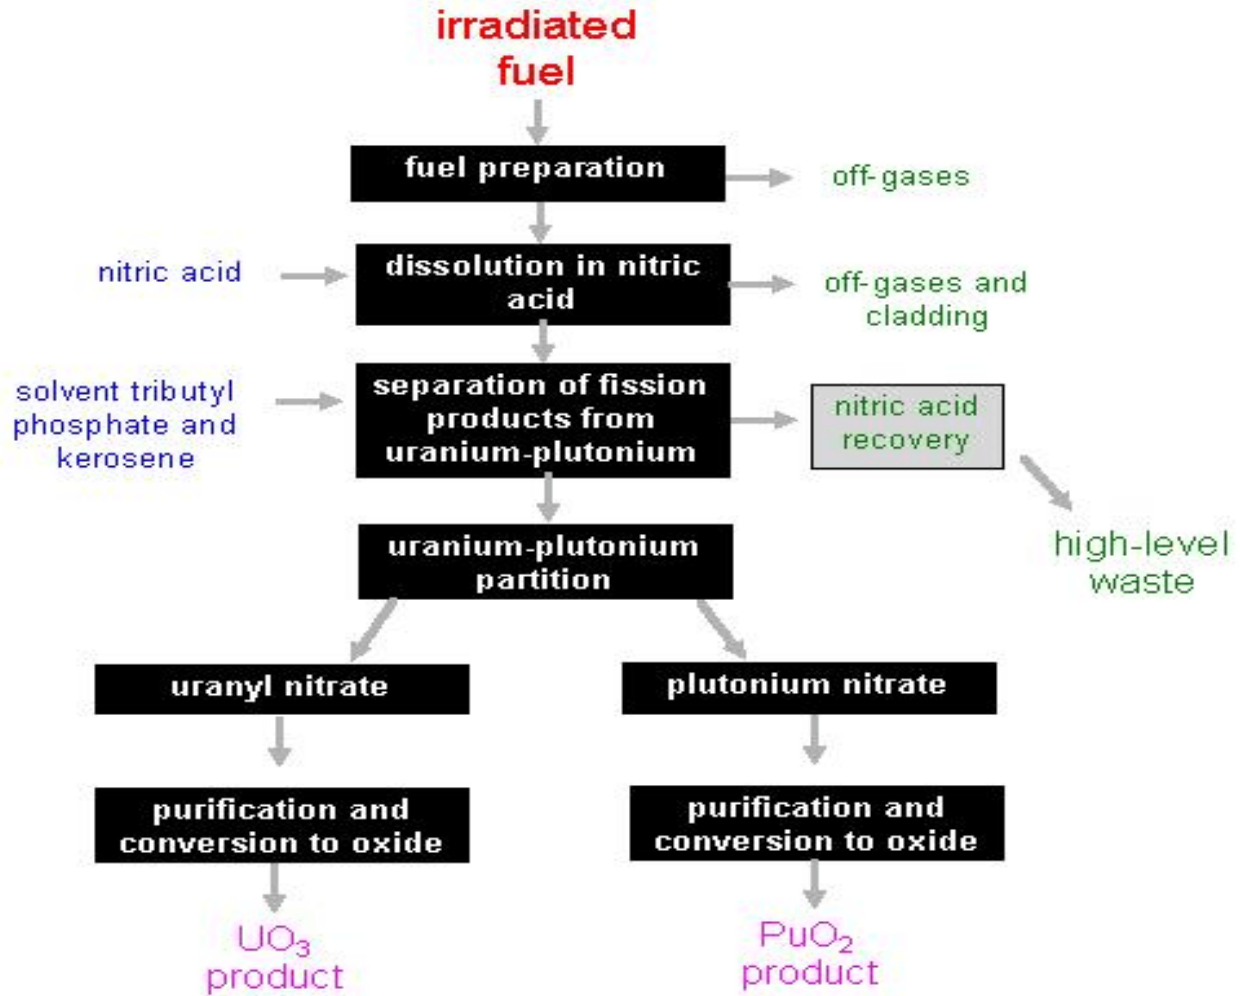 irradiated
fuel
fuel preparation
off-gases
nitric acid
dissolution in nitric
acid
off-gases and
cladding
solvent tributyl
phosphate and
kerosene
separation of fission
products from
uranium-plutonium
nitric acid
recovery
high-level
waste
uranium-plutonium
partition
uranyl nitrate
plutonium nitrate
purification and
conversion to oxide
purification and
conversion to oxide
UO₃
product
PuO₂
product